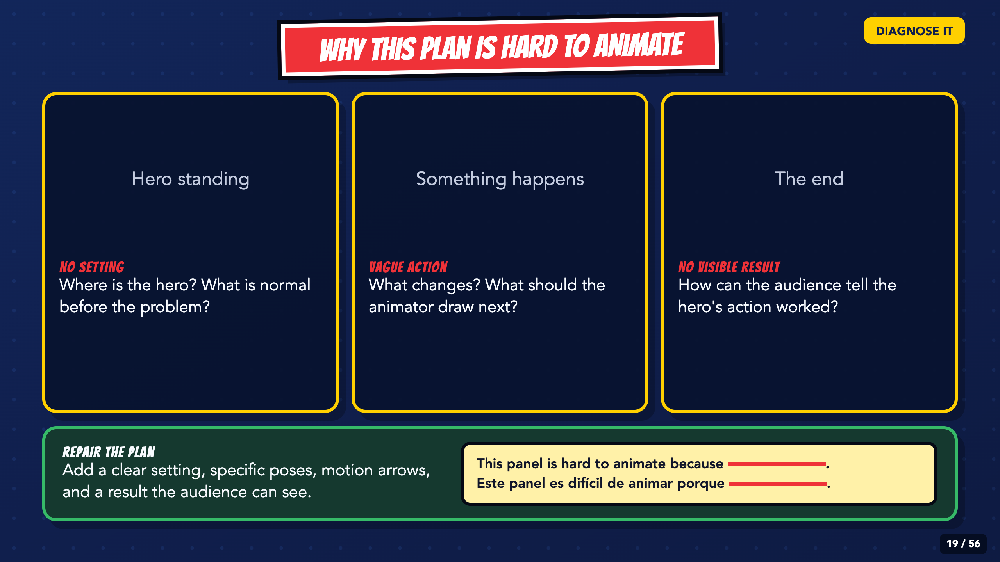 WHY THIS PLAN IS HARD TO ANIMATE
DIAGNOSE IT
Hero standing
NO SETTING
Where is the hero? What is normal
before the problem?
Something happens
VAGUE ACTION
What changes? What should the
animator draw next?
The end
NO VISIBLE RESULT
How can the audience tell the
hero's action worked?
REPAIR THE PLAN
Add a clear setting, specific poses, motion arrows,
and a result the audience can see.
This panel is hard to animate because ________.
Este panel es difícil de animar porque ________.
19 / 56